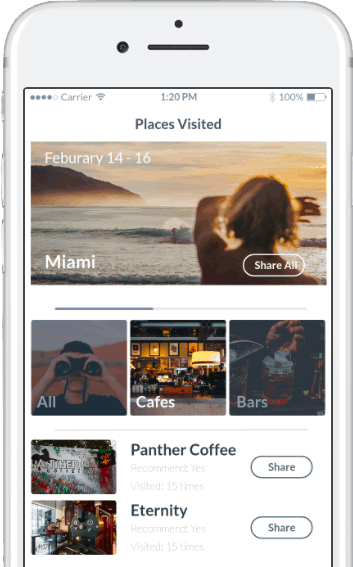 Carrier 1:20 PM 100%
Places Visited
Feburary 14 - 16
Miami Share All
All Cafes Bars
Panther Coffee
Recommend: Yes
Share
Visited: 15 times
Eternity
Recommend: Yes
Share
Visited: 15 times